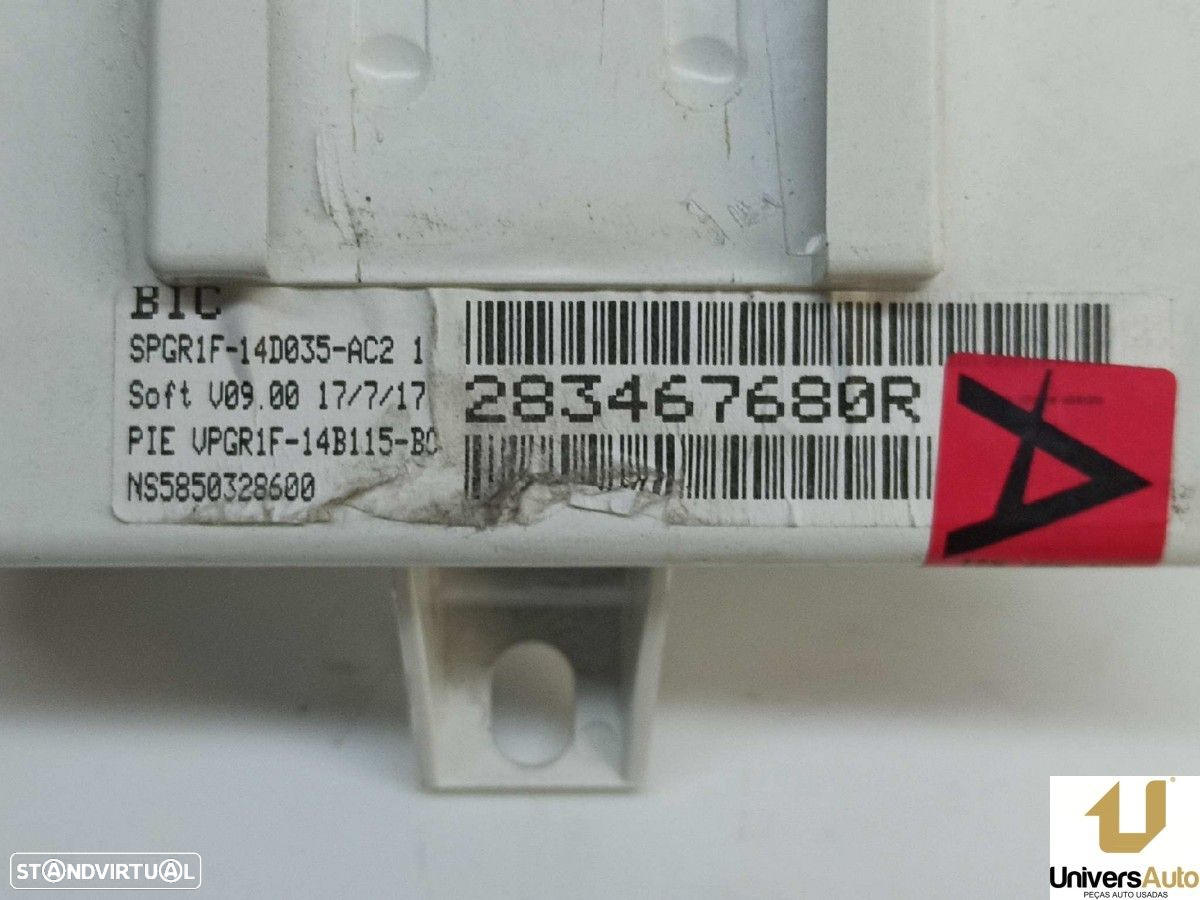 BIC
SPGR1F-14D035-AC2 1
Soft V09.00 17/7/17
PIE VPGR1F-14B115-BC
NS5850328600
283467680R
A
STANDVIRTUAL
UniversAuto
PEÇAS AUTO USADAS